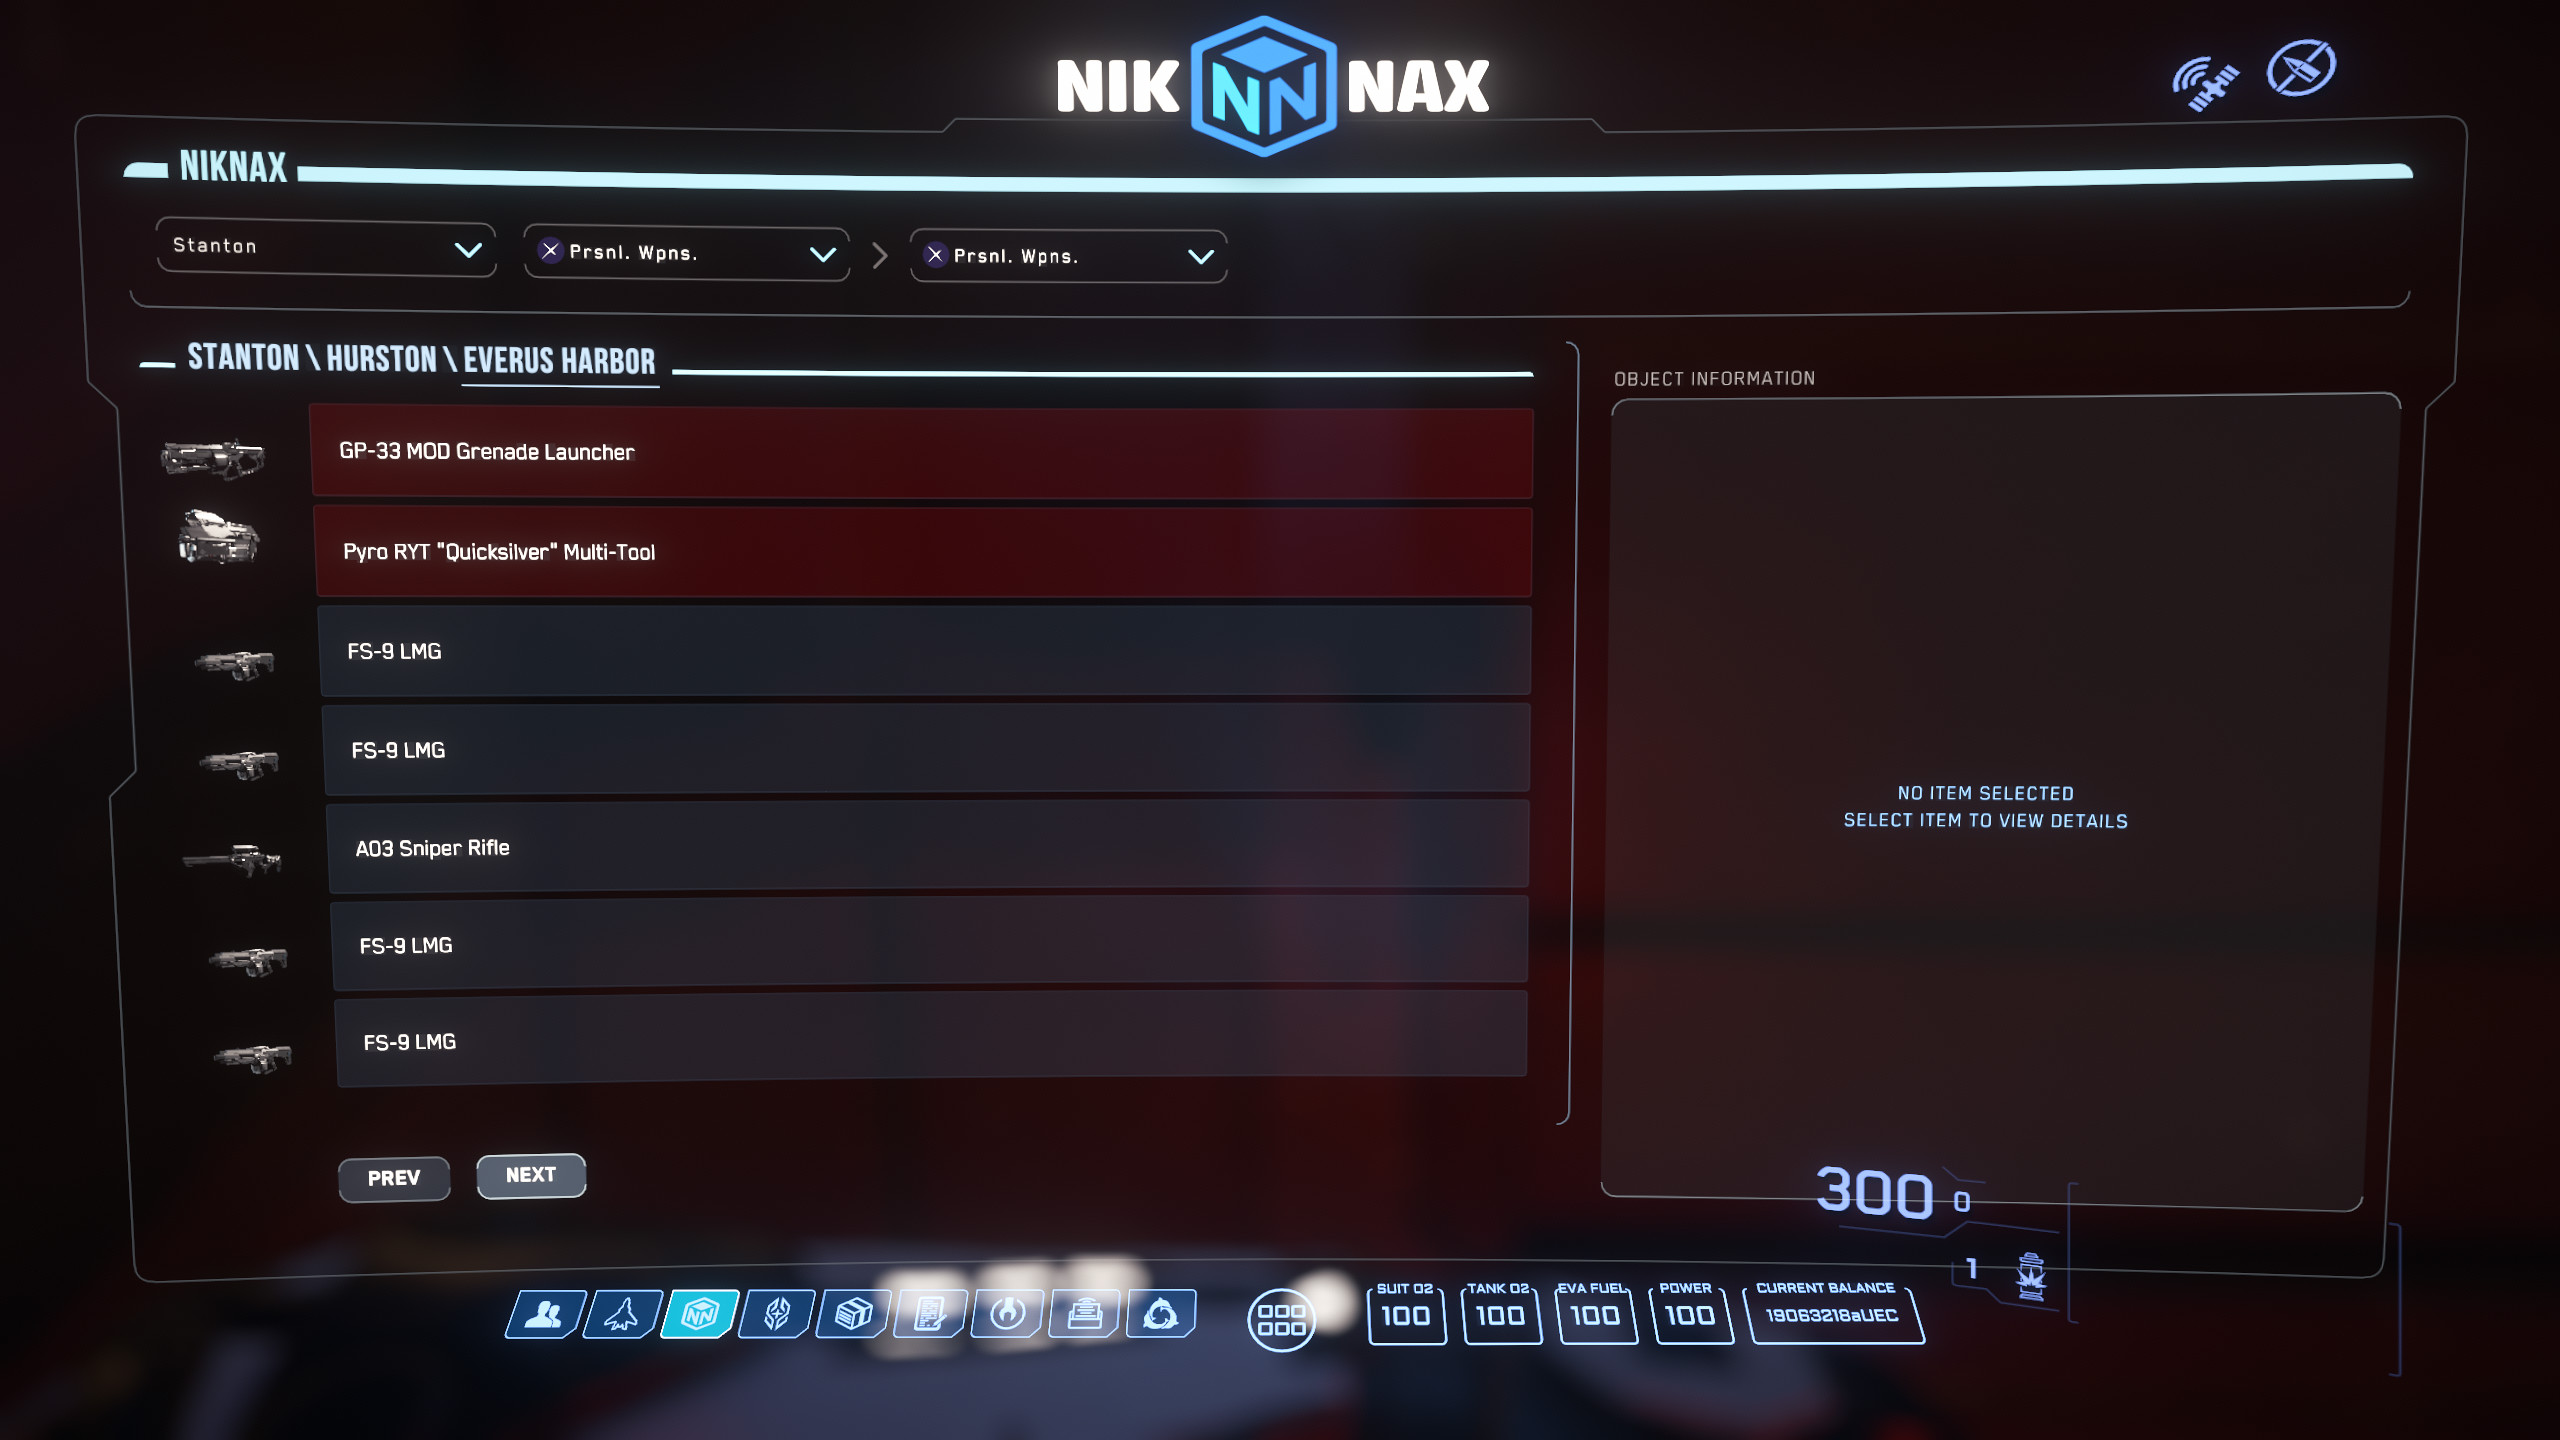 NIK NN NAX
NIKNAX
Stanton
Prsnl. Wpns.
Prsnl. Wpns.
STANTON \ HURSTON \ EVERUS HARBOR
GP-33 MOD Grenade Launcher
Pyro RYT "Quicksilver" Multi-Tool
FS-9 LMG
FS-9 LMG
A03 Sniper Rifle
FS-9 LMG
FS-9 LMG
PREV
NEXT
OBJECT INFORMATION
NO ITEM SELECTED
SELECT ITEM TO VIEW DETAILS
300 0
1
NN
SUIT O2
100
TANK O2
100
EVA FUEL
100
POWER
100
CURRENT BALANCE
19063218aUEC